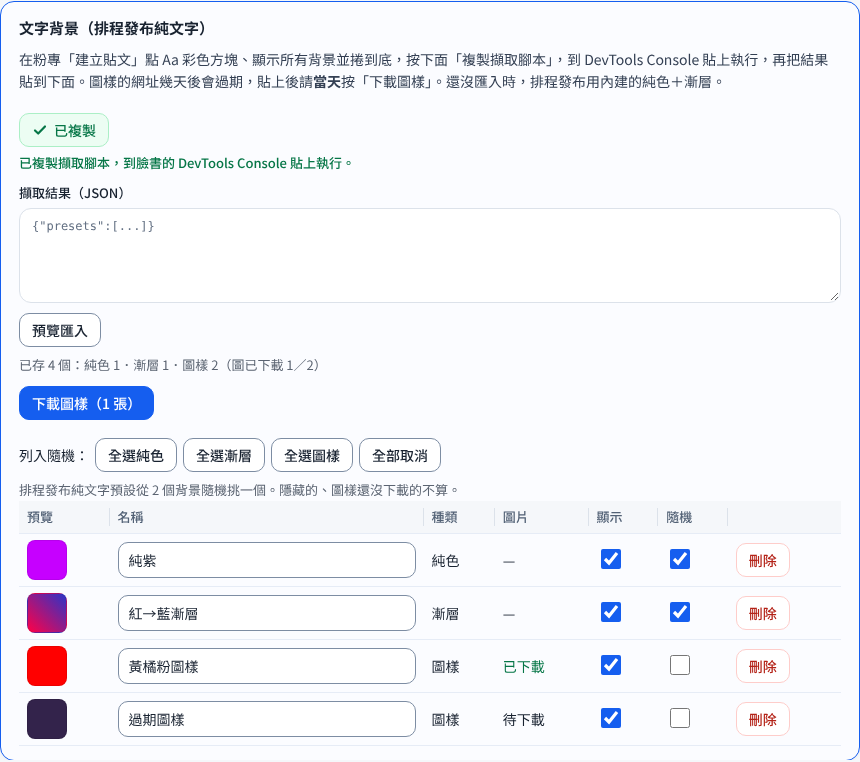 文字背景（排程發布純文字）
在粉專「建立貼文」點 Aa 彩色方塊、顯示所有背景並捲到底，按下面「複製擷取腳本」，到 DevTools Console 貼上執行，再把結果
貼到下面。圖樣的網址幾天後會過期，貼上後請當天按「下載圖樣」。還沒匯入時，排程發布用內建的純色＋漸層。
已複製
已複製擷取腳本，到臉書的 DevTools Console 貼上執行。
擷取結果（JSON）
{"presets":[...]}
預覽匯入
已存 4 個：純色 1・漸層 1・圖樣 2（圖已下載 1／2）
下載圖樣（1 張）
列入隨機： 全選純色 全選漸層 全選圖樣 全部取消
排程發布純文字預設從 2 個背景隨機挑一個。隱藏的、圖樣還沒下載的不算。
預覽 名稱 種類 圖片 顯示 隨機
純紫 純色 — 刪除
紅→藍漸層 漸層 — 刪除
黃橘粉圖樣 圖樣 已下載 刪除
過期圖樣 圖樣 待下載 刪除